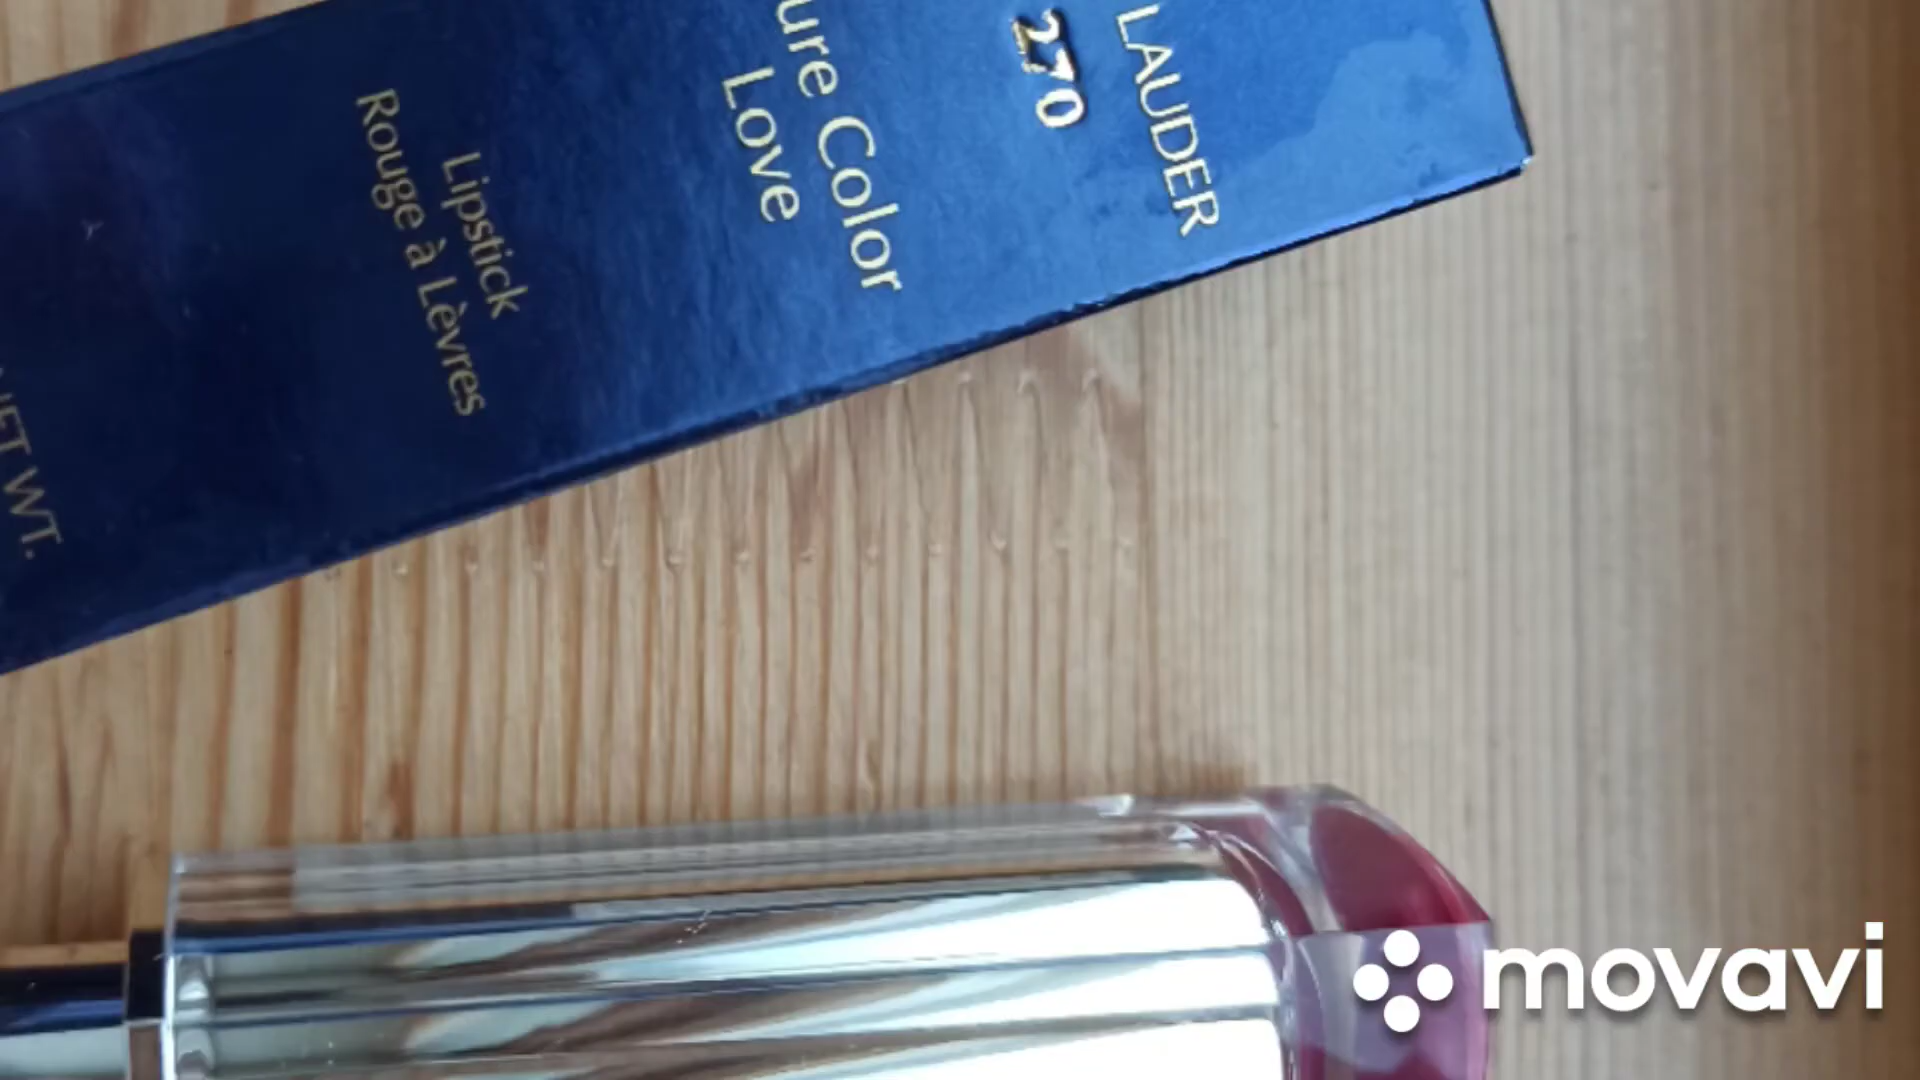 LAUDER
270
ure Color
Love
Lipstick
Rouge à Lèvres
NET WT.
movavi